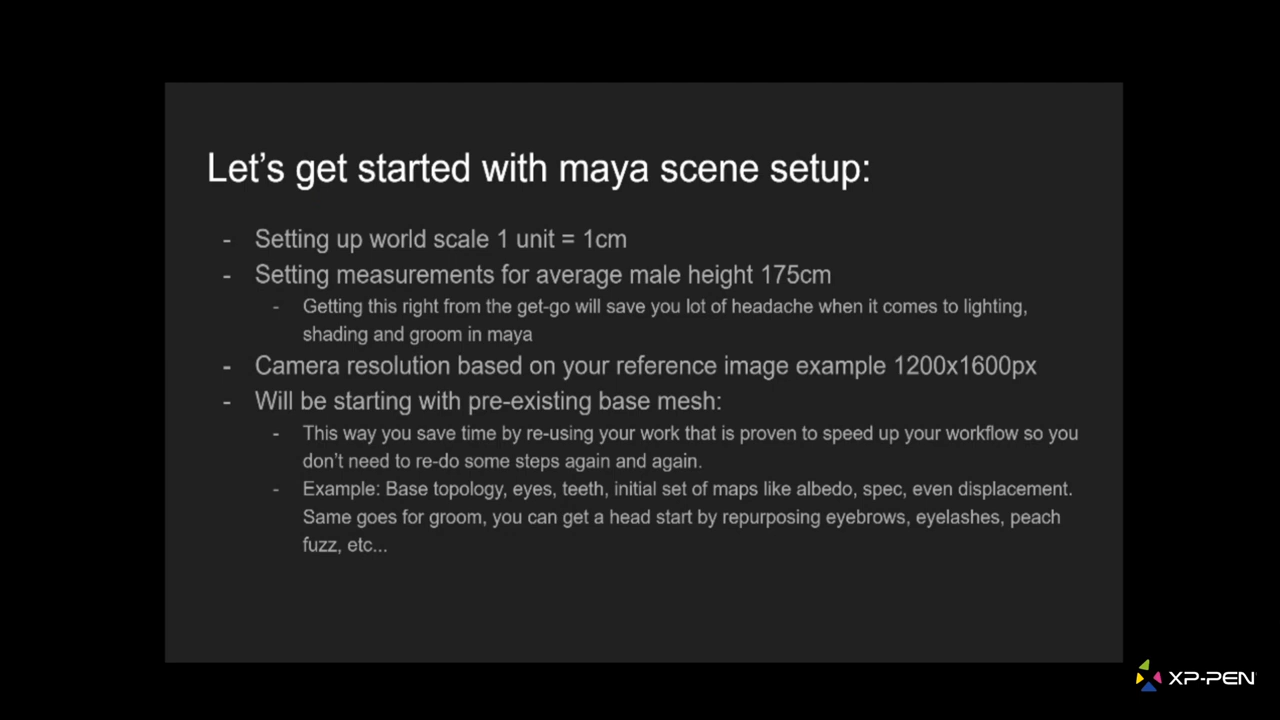 Let's get started with maya scene setup:
- Setting up world scale 1 unit = 1cm
- Setting measurements for average male height 175cm
- Getting this right from the get-go will save you lot of headache when it comes to lighting,
shading and groom in maya
- Camera resolution based on your reference image example 1200x1600px
- Will be starting with pre-existing base mesh:
- This way you save time by re-using your work that is proven to speed up your workflow so you
don't need to re-do some steps again and again.
- Example: Base topology, eyes, teeth, initial set of maps like albedo, spec, even displacement.
Same goes for groom, you can get a head start by repurposing eyebrows, eyelashes, peach
fuzz, etc...
XP-PEN